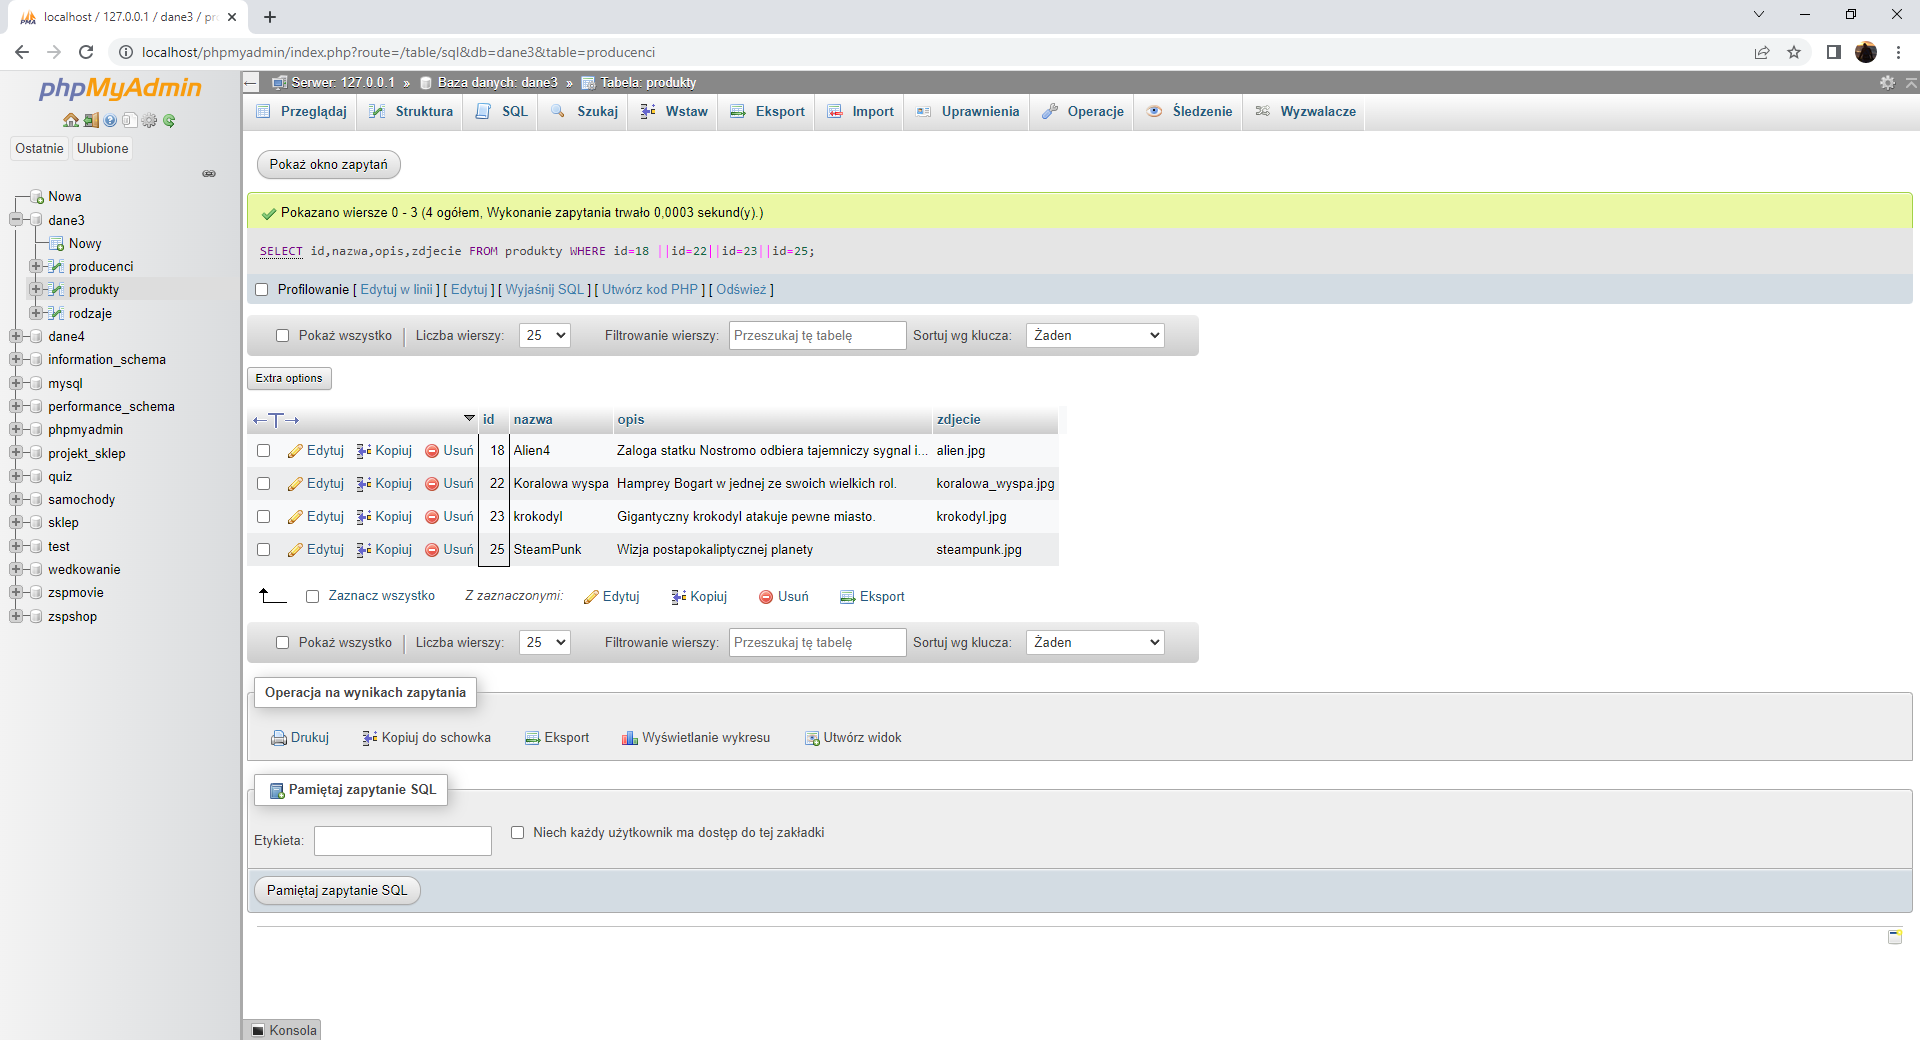 localhost / 127.0.0.1 / dane3 / pro
localhost/phpmyadmin/index.php?route=/table/sql&db=dane3&table=producenci
phpMyAdmin
Ostatnie
Ulubione
Nowa
dane3
Nowy
producenci
produkty
rodzaje
dane4
information_schema
mysql
performance_schema
phpmyadmin
projekt_sklep
quiz
samochody
sklep
test
wedkowanie
zspmovie
zspshop
Serwer: 127.0.0.1 » Baza danych: dane3 » Tabela: produkty
Przeglądaj Struktura SQL Szukaj Wstaw Eksport Import Uprawnienia Operacje Śledzenie Wyzwalacze
Pokaż okno zapytań
Pokazano wiersze 0 - 3 (4 ogółem, Wykonanie zapytania trwało 0,0003 sekund(y).)
SELECT id,nazwa,opis,zdjecie FROM produkty WHERE id=18 ||id=22||id=23||id=25;
Profilowanie [ Edytuj w linii ] [ Edytuj ] [ Wyjaśnij SQL ] [ Utwórz kod PHP ] [ Odśwież ]
Pokaż wszystko Liczba wierszy: 25 Filtrowanie wierszy: Przeszukaj tę tabelę Sortuj wg klucza: Żaden
Extra options
←T→ id nazwa opis zdjecie
Edytuj Kopiuj Usuń 18 Alien4 Zaloga statku Nostromo odbiera tajemniczy sygnal i... alien.jpg
Edytuj Kopiuj Usuń 22 Koralowa wyspa Hamprey Bogart w jednej ze swoich wielkich rol. koralowa_wyspa.jpg
Edytuj Kopiuj Usuń 23 krokodyl Gigantyczny krokodyl atakuje pewne miasto. krokodyl.jpg
Edytuj Kopiuj Usuń 25 SteamPunk Wizja postapokaliptycznej planety steampunk.jpg
Zaznacz wszystko Z zaznaczonymi: Edytuj Kopiuj Usuń Eksport
Pokaż wszystko Liczba wierszy: 25 Filtrowanie wierszy: Przeszukaj tę tabelę Sortuj wg klucza: Żaden
Operacja na wynikach zapytania
Drukuj Kopiuj do schowka Eksport Wyświetlanie wykresu Utwórz widok
Pamiętaj zapytanie SQL
Etykieta: Niech każdy użytkownik ma dostęp do tej zakładki
Pamiętaj zapytanie SQL
Konsola